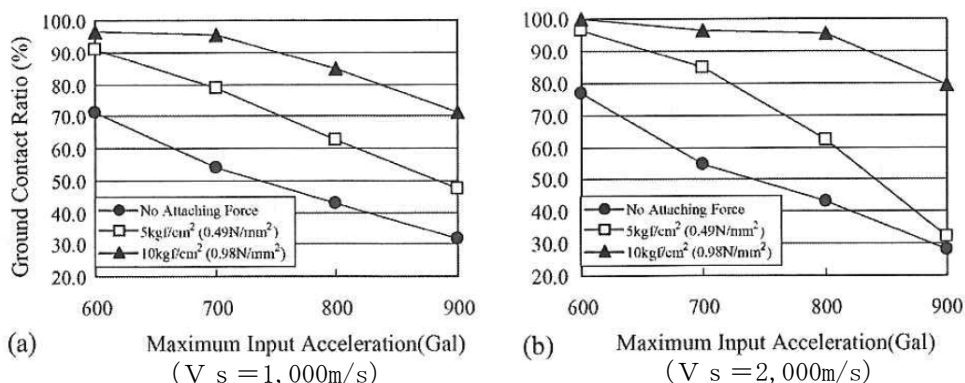 Ground Contact Ratio (%)
100.0
90.0
80.0
70.0
60.0
50.0
40.0
30.0
20.0
No Attaching Force
5kgf/cm² (0.49N/mm²)
10kgf/cm² (0.98N/mm²)
600 700 800 900
(a) Maximum Input Acceleration(Gal)
(V s =1,000m/s)
100.0
90.0
80.0
70.0
60.0
50.0
40.0
30.0
20.0
No Attaching Force
5kgf/cm² (0.49N/mm²)
10kgf/cm² (0.98N/mm²)
600 700 800 900
(b) Maximum Input Acceleration(Gal)
(V s =2,000m/s)